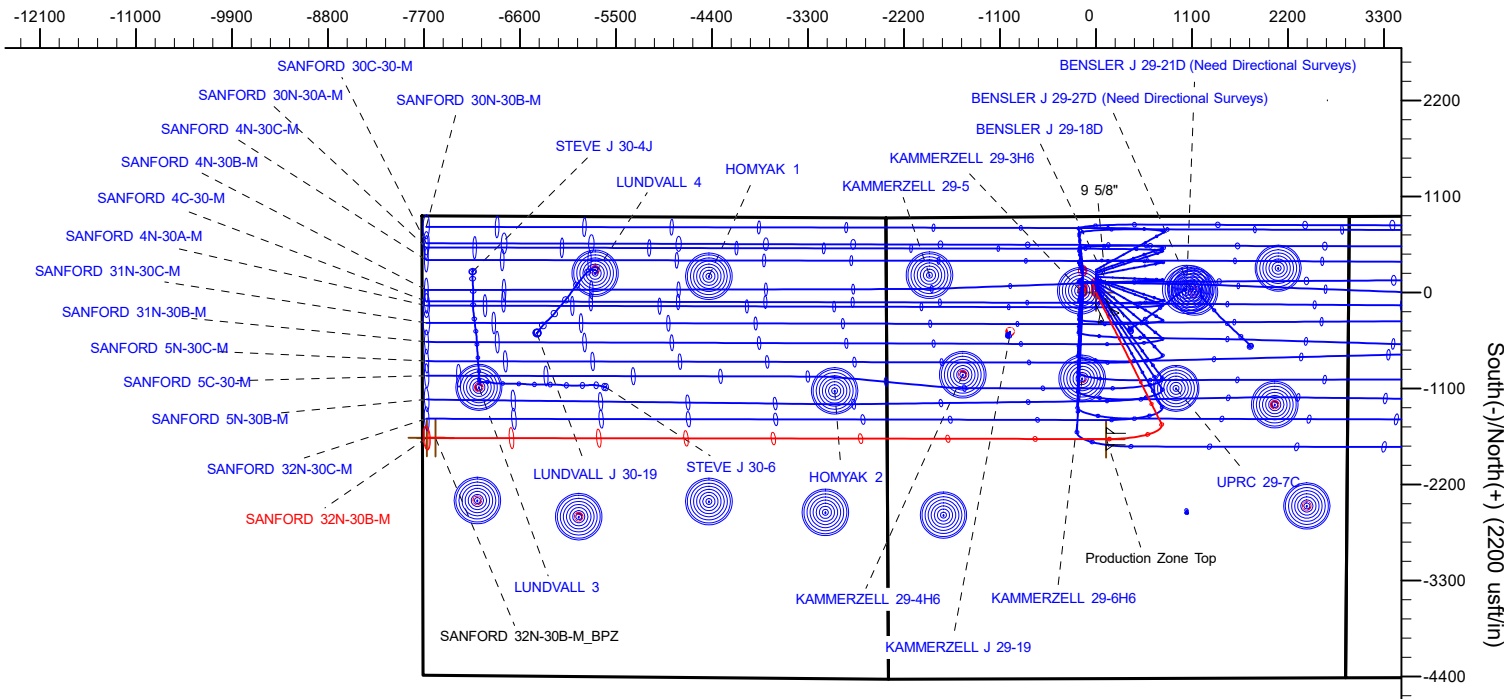 -12100 -11000 -9900 -8800 -7700 -6600 -5500 -4400 -3300 -2200 -1100 0 1100 2200 3300
SANFORD 30C-30-M
BENSLER J 29-21D (Need Directional Surveys)
SANFORD 30N-30A-M
SANFORD 30N-30B-M
BENSLER J 29-27D (Need Directional Surveys)
2200
SANFORD 4N-30C-M
BENSLER J 29-18D
STEVE J 30-4J
SANFORD 4N-30B-M
KAMMERZELL 29-3H6
HOMYAK 1
LUNDVALL 4
KAMMERZELL 29-5
9 5/8"
SANFORD 4C-30-M
1100
SANFORD 4N-30A-M
SANFORD 31N-30C-M
0
SANFORD 31N-30B-M
SANFORD 5N-30C-M
SANFORD 5C-30-M
-1100
SANFORD 5N-30B-M
SANFORD 32N-30C-M
LUNDVALL J 30-19
STEVE J 30-6
HOMYAK 2
UPRC 29-7C
-2200
SANFORD 32N-30B-M
Production Zone Top
LUNDVALL 3
-3300
KAMMERZELL 29-4H6
KAMMERZELL 29-6H6
SANFORD 32N-30B-M_BPZ
KAMMERZELL J 29-19
-4400
South(-)/North(+) (2200 usft/in)